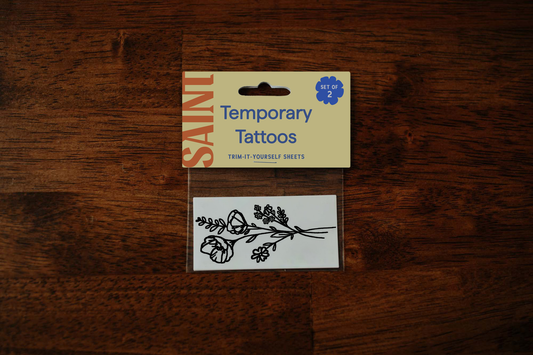 SAINT
Temporary
Tattoos
TRIM-IT-YOURSELF SHEETS
SET OF
2